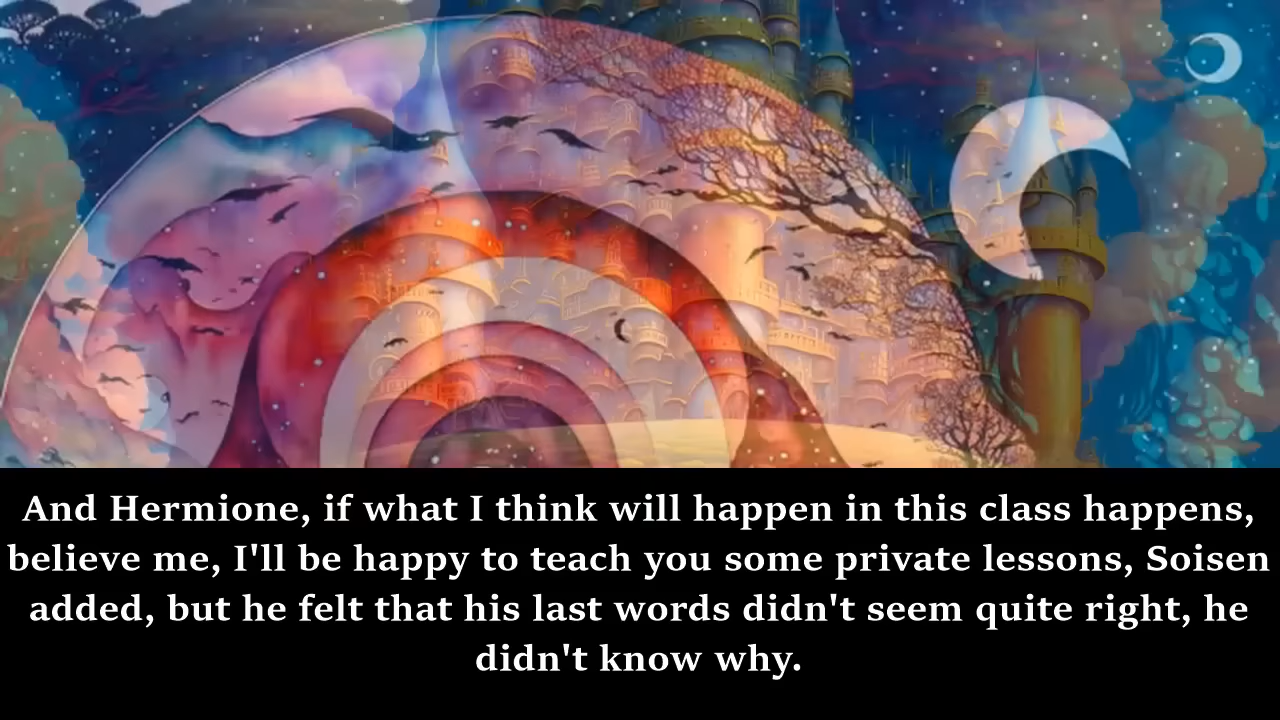 And Hermione, if what I think will happen in this class happens,
believe me, I'll be happy to teach you some private lessons, Soisen
added, but he felt that his last words didn't seem quite right, he
didn't know why.